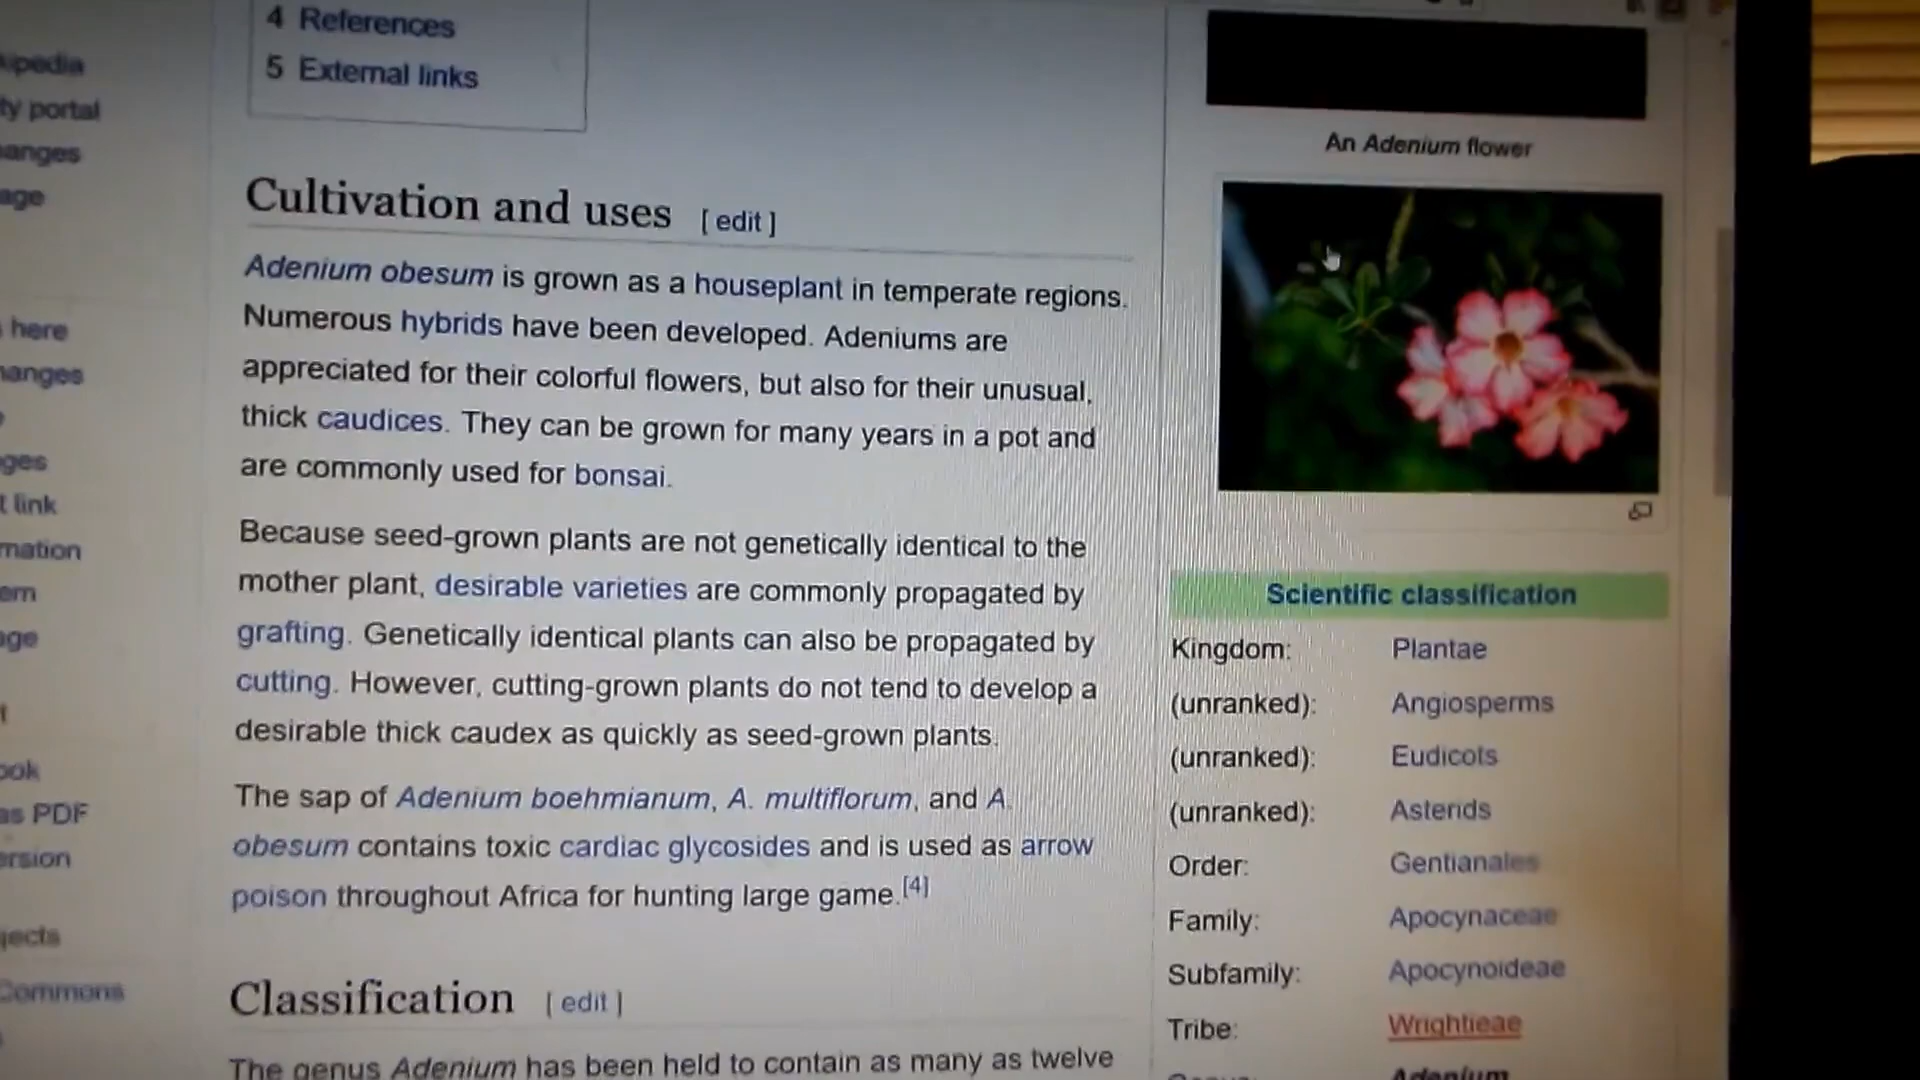 4 References
5 External links
ty portal
here
link
as PDF
Commons
Cultivation and uses [ edit ]
Adenium obesum is grown as a houseplant in temperate regions.
Numerous hybrids have been developed. Adeniums are
appreciated for their colorful flowers, but also for their unusual,
thick caudices. They can be grown for many years in a pot and
are commonly used for bonsai.
Because seed-grown plants are not genetically identical to the
mother plant, desirable varieties are commonly propagated by
grafting. Genetically identical plants can also be propagated by
cutting. However, cutting-grown plants do not tend to develop a
desirable thick caudex as quickly as seed-grown plants.
The sap of Adenium boehmianum, A. multiflorum, and A.
obesum contains toxic cardiac glycosides and is used as arrow
poison throughout Africa for hunting large game.[4]
Classification [ edit ]
The genus Adenium has been held to contain as many as twelve
An Adenium flower
Scientific classification
Kingdom: Plantae
(unranked): Angiosperms
(unranked): Eudicots
(unranked): Asterids
Order: Gentianales
Family: Apocynaceae
Subfamily: Apocynoideae
Tribe: Wrightieae
Adenium